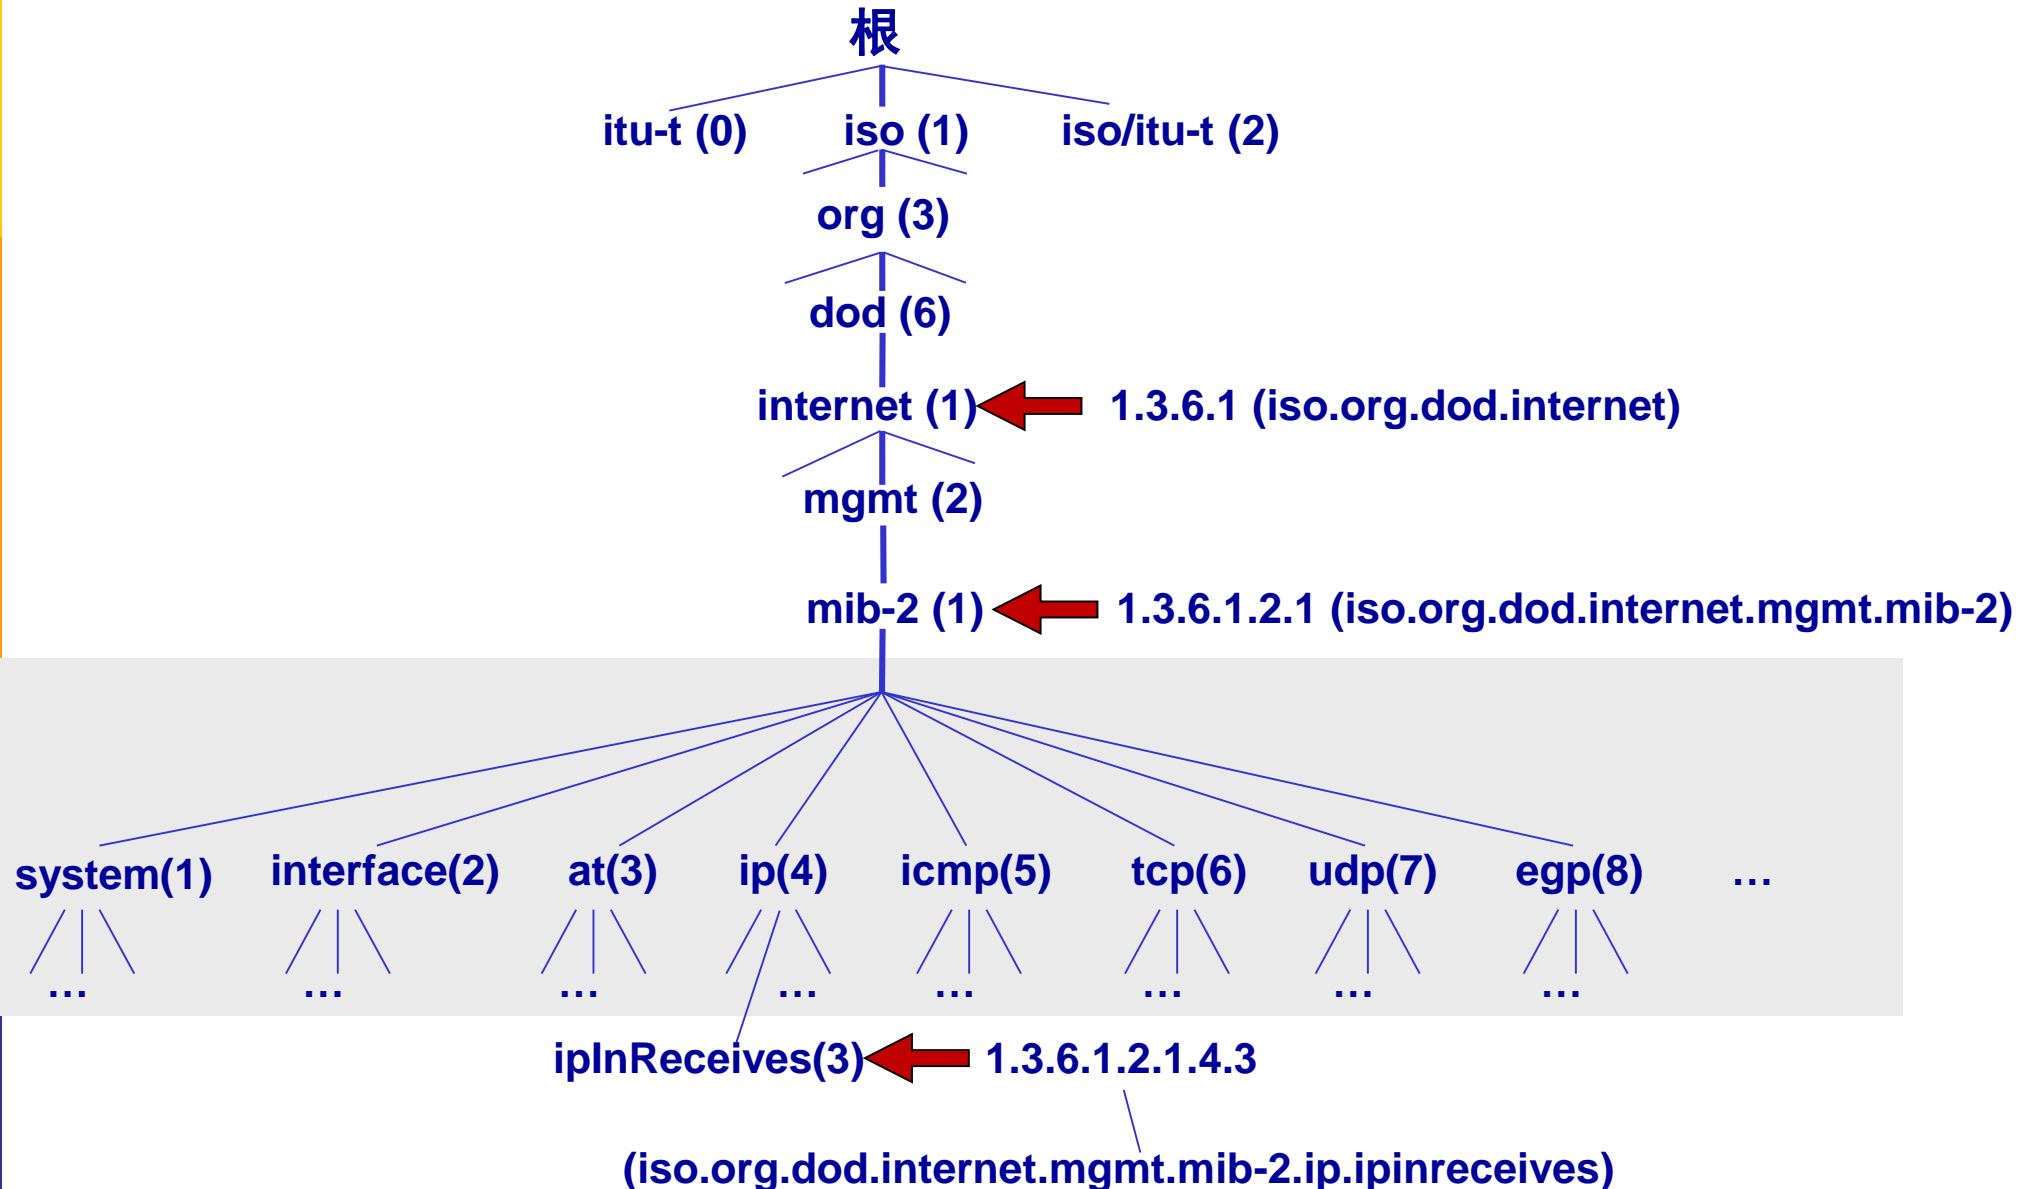 根
itu-t (0) iso (1) iso/itu-t (2)
org (3)
dod (6)
internet (1) 1.3.6.1 (iso.org.dod.internet)
mgmt (2)
mib-2 (1) 1.3.6.1.2.1 (iso.org.dod.internet.mgmt.mib-2)
system(1) interface(2) at(3) ip(4) icmp(5) tcp(6) udp(7) egp(8) …
… … … … … … … …
ipInReceives(3) 1.3.6.1.2.1.4.3
(iso.org.dod.internet.mgmt.mib-2.ip.ipinreceives)